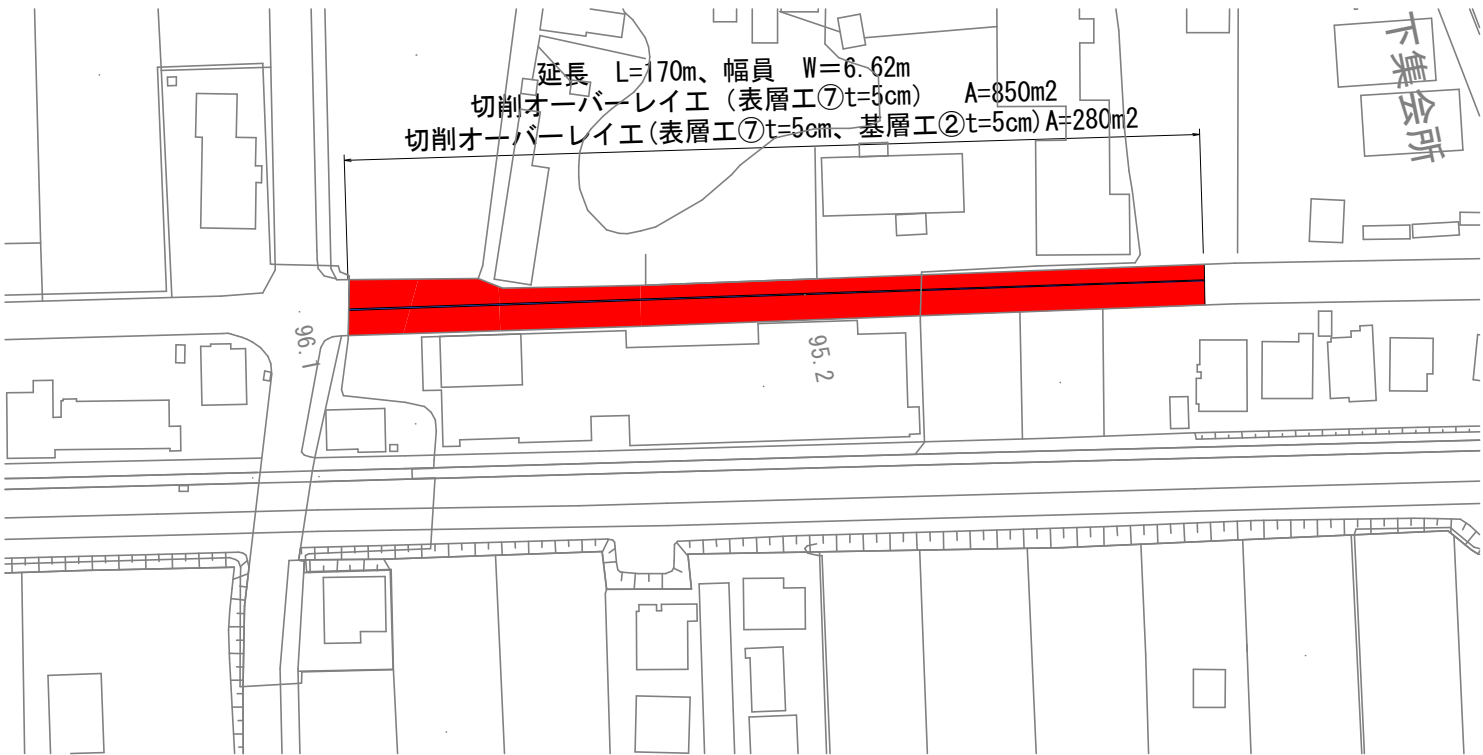 延長　L=170m、幅員　W＝6.62m
切削オーバーレイ工（表層工⑦t=5cm）　A=850m2
切削オーバーレイ工(表層工⑦t=5cm、基層工②t=5cm)A=280m2
下集会所
96.1
95.2